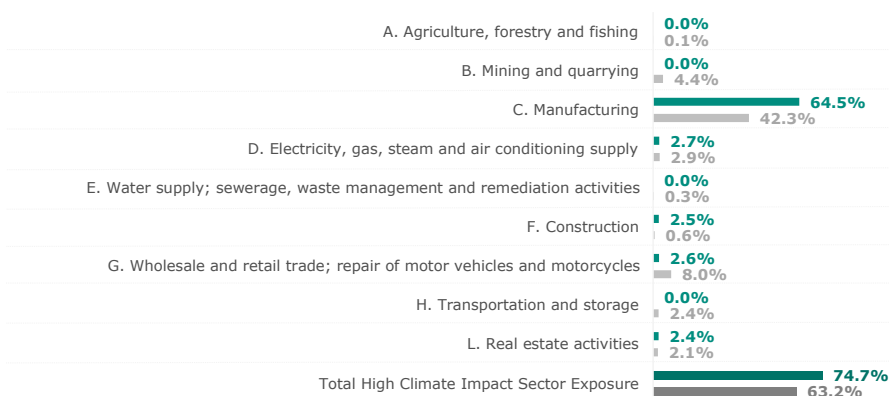 A. Agriculture, forestry and fishing
0.0%
0.1%
B. Mining and quarrying
0.0%
4.4%
C. Manufacturing
64.5%
42.3%
D. Electricity, gas, steam and air conditioning supply
2.7%
2.9%
E. Water supply; sewerage, waste management and remediation activities
0.0%
0.3%
F. Construction
2.5%
0.6%
G. Wholesale and retail trade; repair of motor vehicles and motorcycles
2.6%
8.0%
H. Transportation and storage
0.0%
2.4%
L. Real estate activities
2.4%
2.1%
Total High Climate Impact Sector Exposure
74.7%
63.2%